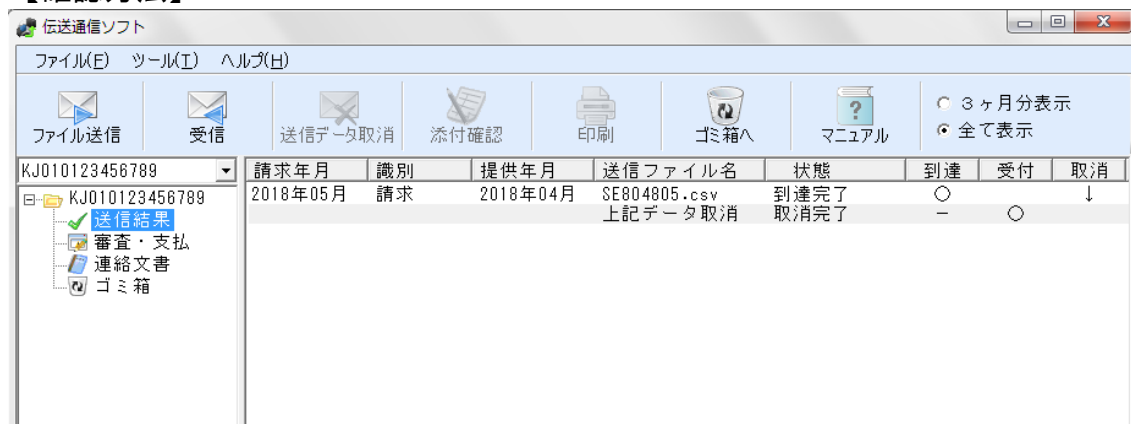 伝送通信ソフト
ファイル(F) ツール(T) ヘルプ(H)
ファイル送信 受信 送信データ取消 添付確認 印刷 ゴミ箱へ マニュアル
３ヶ月分表示
全て表示
KJ010123456789
請求年月 識別 提供年月 送信ファイル名 状態 到達 受付 取消
2018年05月 請求 2018年04月 SE804805.csv 到達完了 ○ ↓
上記データ取消 取消完了 － ○
KJ010123456789
送信結果
審査・支払
連絡文書
ゴミ箱